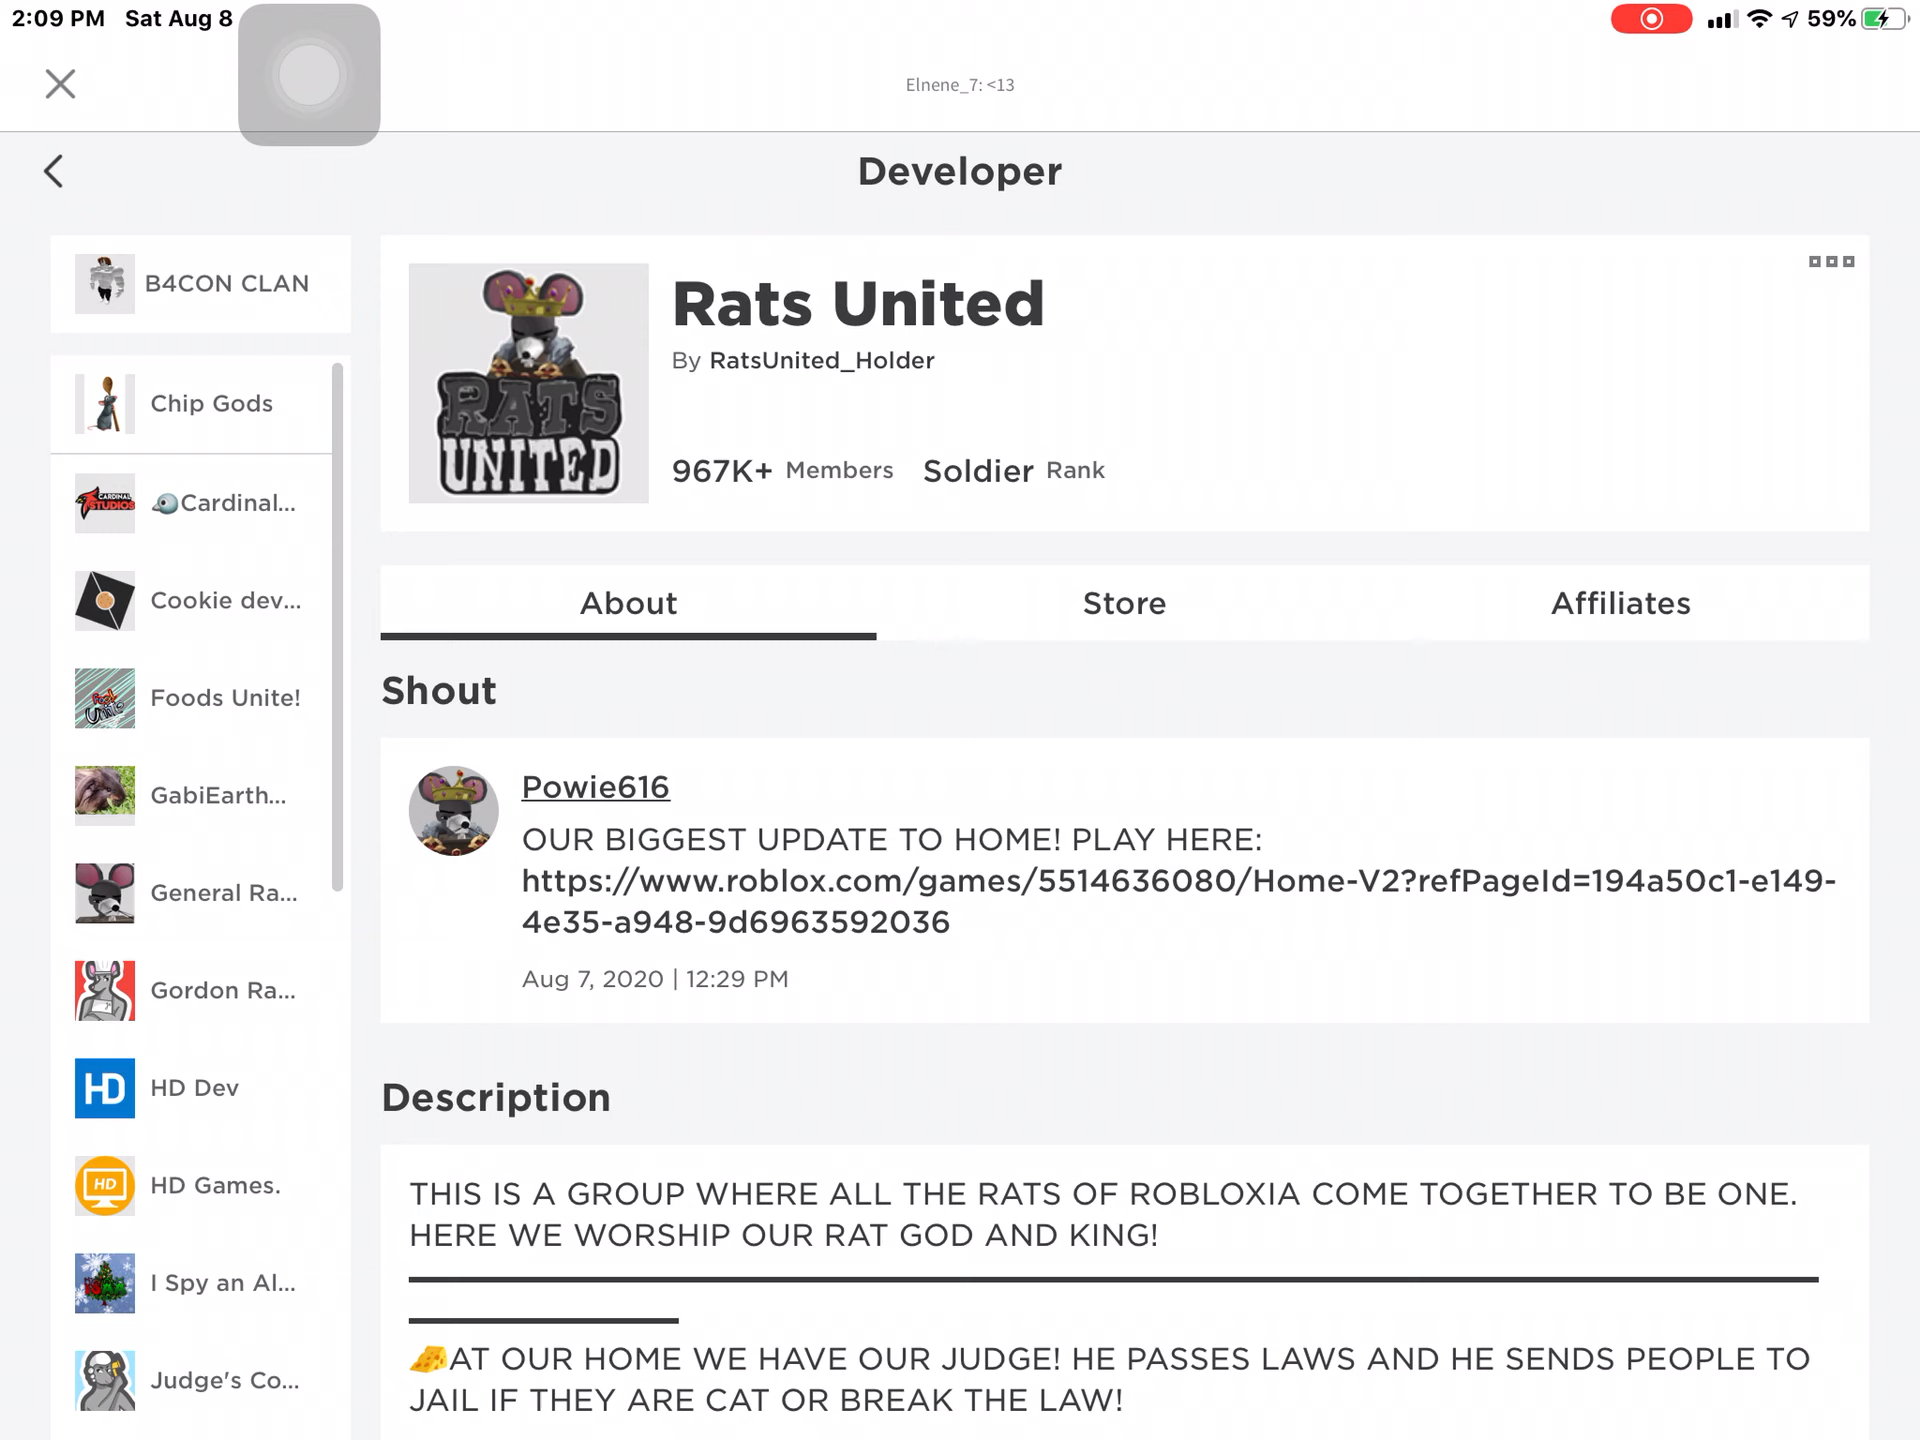 2:09 PM Sat Aug 8
59%
Elnene_7: <13
Developer
B4CON CLAN
Chip Gods
Cardinal...
CARDINAL
STUDIOS
Cookie dev...
Foods Unite!
GabiEarth...
General Ra...
Gordon Ra...
HD
HD Dev
HD
HD Games.
I Spy an Al...
Judge's Co...
RATS
UNITED
Rats United
By RatsUnited_Holder
967K+ Members Soldier Rank
About Store Affiliates
Shout
Powie616
OUR BIGGEST UPDATE TO HOME! PLAY HERE:
https://www.roblox.com/games/5514636080/Home-V2?refPageId=194a50c1-e149-
4e35-a948-9d6963592036
Aug 7, 2020 | 12:29 PM
Description
THIS IS A GROUP WHERE ALL THE RATS OF ROBLOXIA COME TOGETHER TO BE ONE.
HERE WE WORSHIP OUR RAT GOD AND KING!
🧀AT OUR HOME WE HAVE OUR JUDGE! HE PASSES LAWS AND HE SENDS PEOPLE TO
JAIL IF THEY ARE CAT OR BREAK THE LAW!